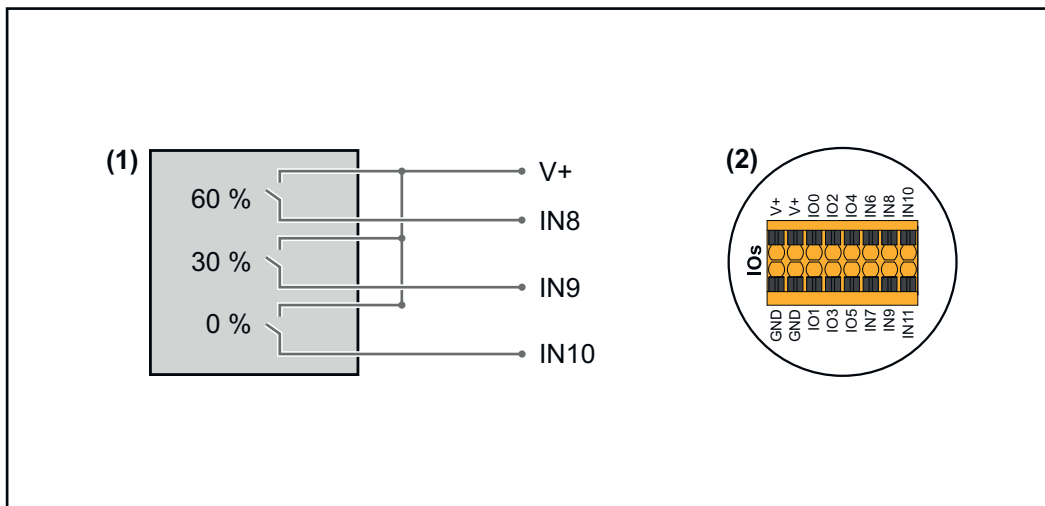 (1)
60 %
30 %
0 %
V+
IN8
IN9
IN10
(2)
V+ V+ IO0 IO2 IO4 IN6 IN8 IN10
IOs
GND GND IO1 IO3 IO5 IN7 IN9 IN11